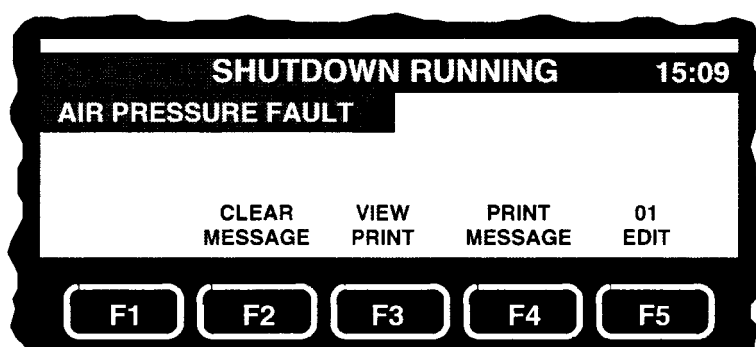 SHUTDOWN RUNNING 15:09
AIR PRESSURE FAULT
CLEAR VIEW PRINT 01
MESSAGE PRINT MESSAGE EDIT
F1 F2 F3 F4 F5